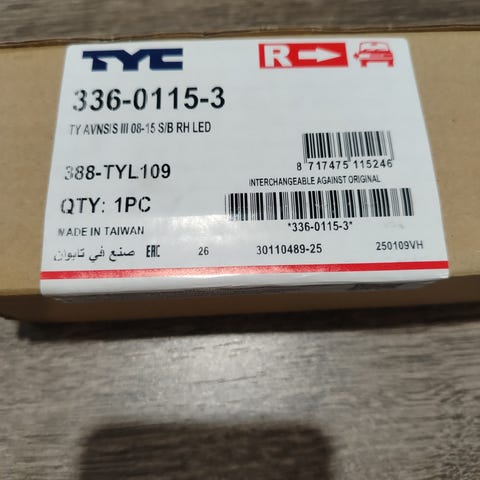 TYC
R
336-0115-3
TY AVNSIS III 08-15 S/B RH LED
388-TYL109
8 717475 115246
INTERCHANGEABLE AGAINST ORIGINAL
QTY: 1PC
*336-0115-3*
MADE IN TAIWAN
صنع في تايوان EAC 26 30110489-25 250109VH